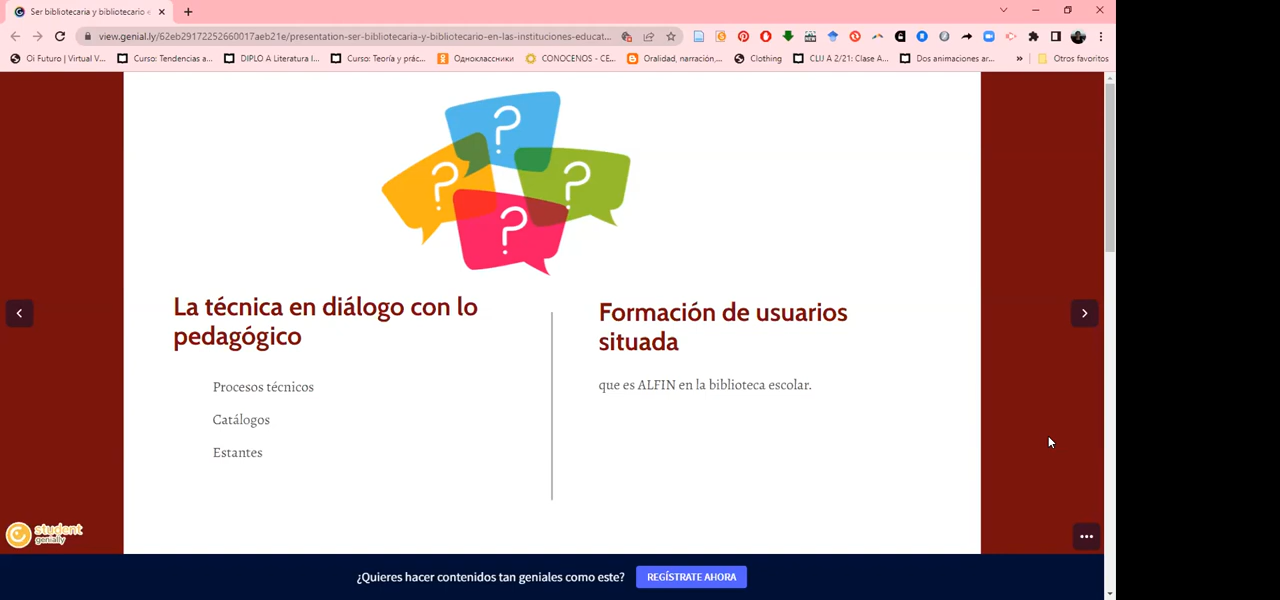 Ser bibliotecaria y bibliotecario e
view.genial.ly/62eb29172252660017aeb21e/presentation-ser-bibliotecaria-y-bibliotecario-en-las-instituciones-educat...
Oi Futuro | Virtual V... Curso: Tendencias a... DIPLO A Literatura I... Curso: Teoría y prác... Одноклассники CONOCENOS - CE... Oralidad, narración,... Clothing CLIJ A 2/21: Clase A... Dos animaciones ar... » Otros favoritos
? ? ? ?
La técnica en diálogo con lo
pedagógico
Procesos técnicos
Catálogos
Estantes
Formación de usuarios
situada
que es ALFIN en la biblioteca escolar.
student
genially
¿Quieres hacer contenidos tan geniales como este? REGÍSTRATE AHORA